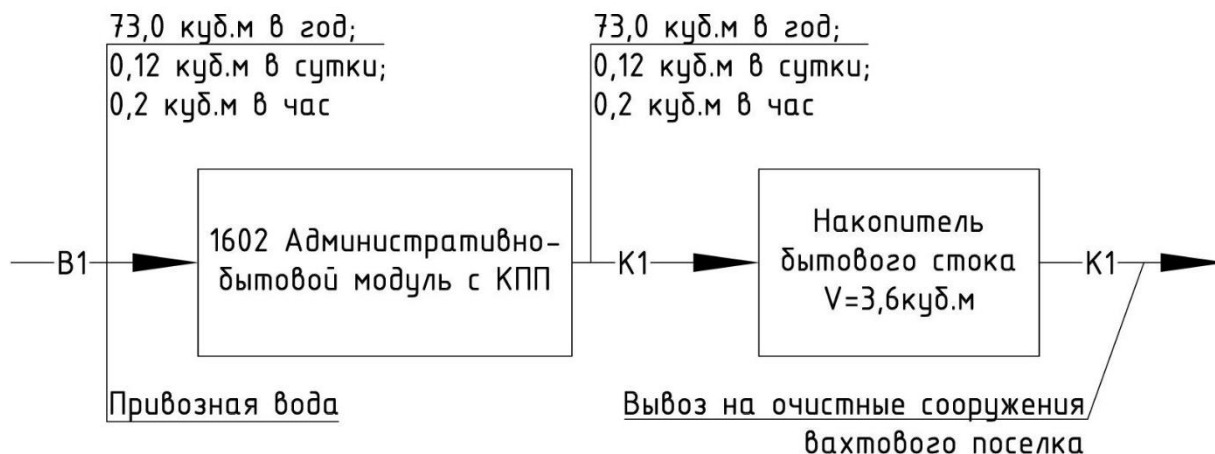 73,0 куб.м в год;
0,12 куб.м в сутки;
0,2 куб.м в час
73,0 куб.м в год;
0,12 куб.м в сутки;
0,2 куб.м в час
В1
1602 Административно-
бытовой модуль с КПП
К1
Накопитель
бытового стока
V=3,6куб.м
К1
Привозная вода
Вывоз на очистные сооружения
вахтового поселка